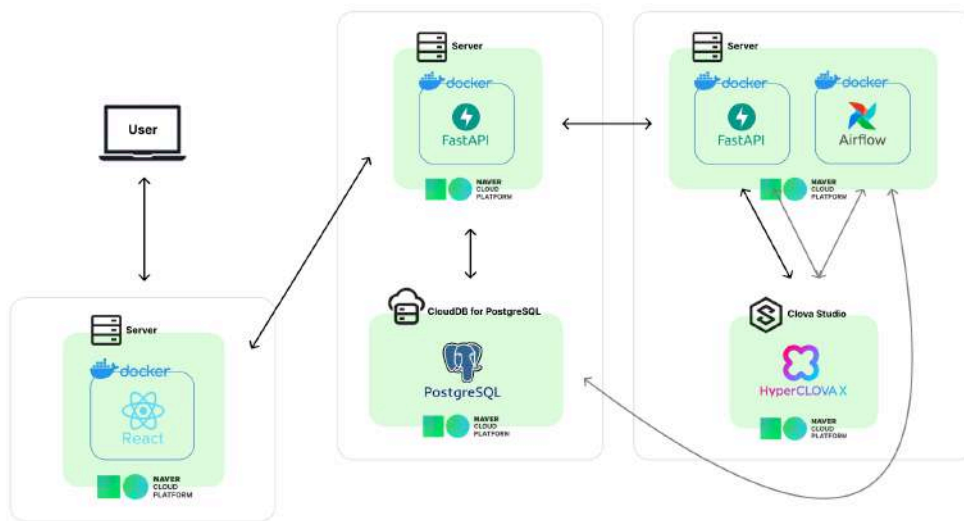 User
Server
docker
React
NAVER
CLOUD
PLATFORM
Server
docker
FastAPI
NAVER
CLOUD
PLATFORM
CloudDB for PostgreSQL
PostgreSQL
NAVER
CLOUD
PLATFORM
Server
docker
FastAPI
docker
Airflow
NAVER
CLOUD
PLATFORM
Clova Studio
HyperCLOVA X
NAVER
CLOUD
PLATFORM